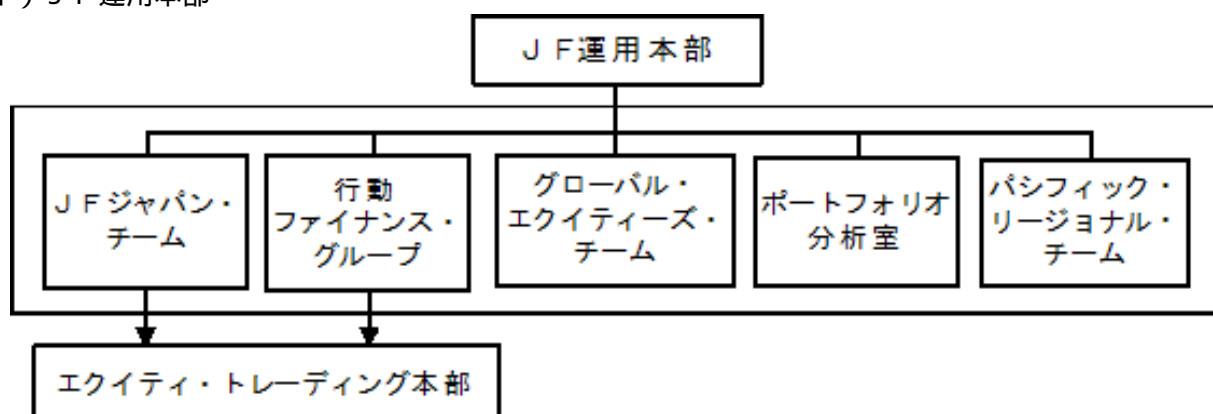 ＪＦ運用本部
ＪＦジャパン・
チーム
行動
ファイナンス・
グループ
グローバル・
エクイティーズ・
チーム
ポートフォリオ
分析室
パシフィック・
リージョナル・
チーム
エクイティ・トレーディング本部